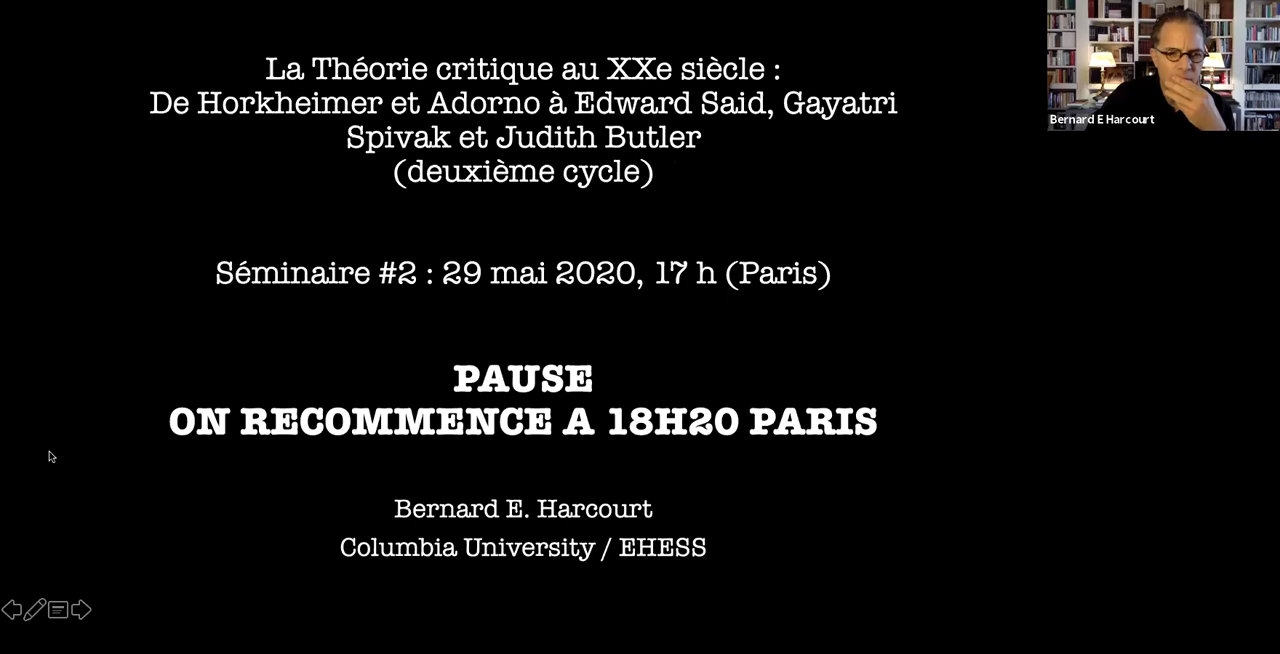 La Théorie critique au XXe siècle :
De Horkheimer et Adorno à Edward Said, Gayatri
Spivak et Judith Butler
(deuxième cycle)
Séminaire #2 : 29 mai 2020, 17 h (Paris)
PAUSE
ON RECOMMENCE A 18H20 PARIS
Bernard E. Harcourt
Columbia University / EHESS
Bernard E Harcourt